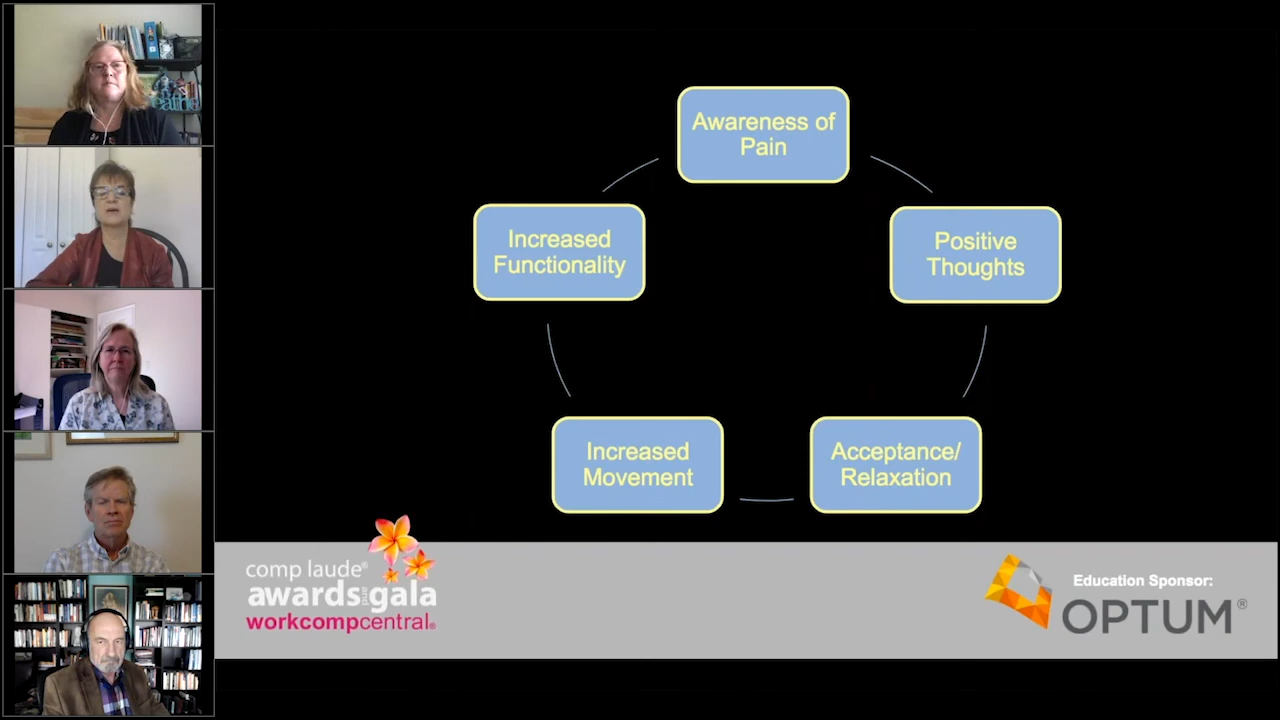 Awareness of
Pain
Positive
Thoughts
Acceptance/
Relaxation
Increased
Movement
Increased
Functionality
comp laude®
awards and gala
workcompcentral®
Education Sponsor:
OPTUM®